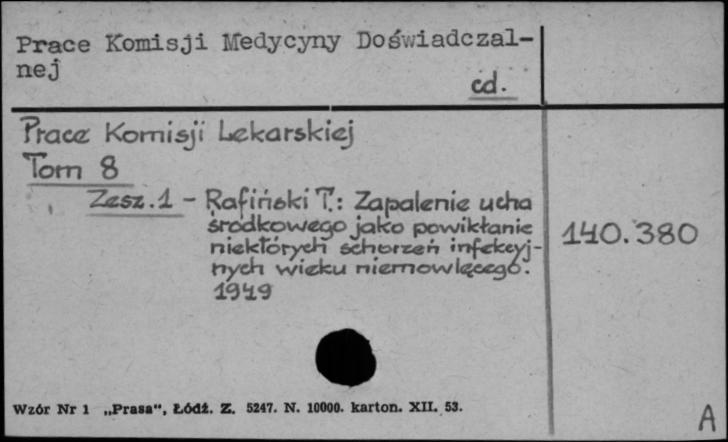 Prace Komisji Medycyny Doświadczal-
nej
cd.
Prace Komisji Lekarskiej
Tom 8
Zesz.1 - Rafiński T.: Zapalenie ucha
środkowego jako powikłanie
niektórych schorzeń infekcyj-
nych wieku niemowlęcego.
1949
140.380
Wzór Nr 1 „Prasa", Łódź. Z. 5247. N. 10000. karton. XII. 53.
A